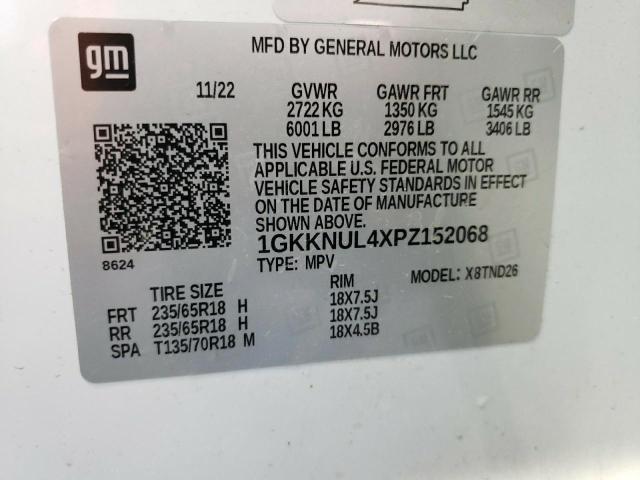 gm
MFD BY GENERAL MOTORS LLC
11/22 GVWR GAWR FRT GAWR RR
2722 KG 1350 KG 1545 KG
6001 LB 2976 LB 3406 LB
THIS VEHICLE CONFORMS TO ALL
APPLICABLE U.S. FEDERAL MOTOR
VEHICLE SAFETY STANDARDS IN EFFECT
ON THE DATE OF MANUFACTURE
SHOWN ABOVE.
1GKKNUL4XPZ152068
8624
TYPE: MPV MODEL: X8TND26
TIRE SIZE RIM
FRT 235/65R18 H 18X7.5J
RR 235/65R18 H 18X7.5J
SPA T135/70R18 M 18X4.5B